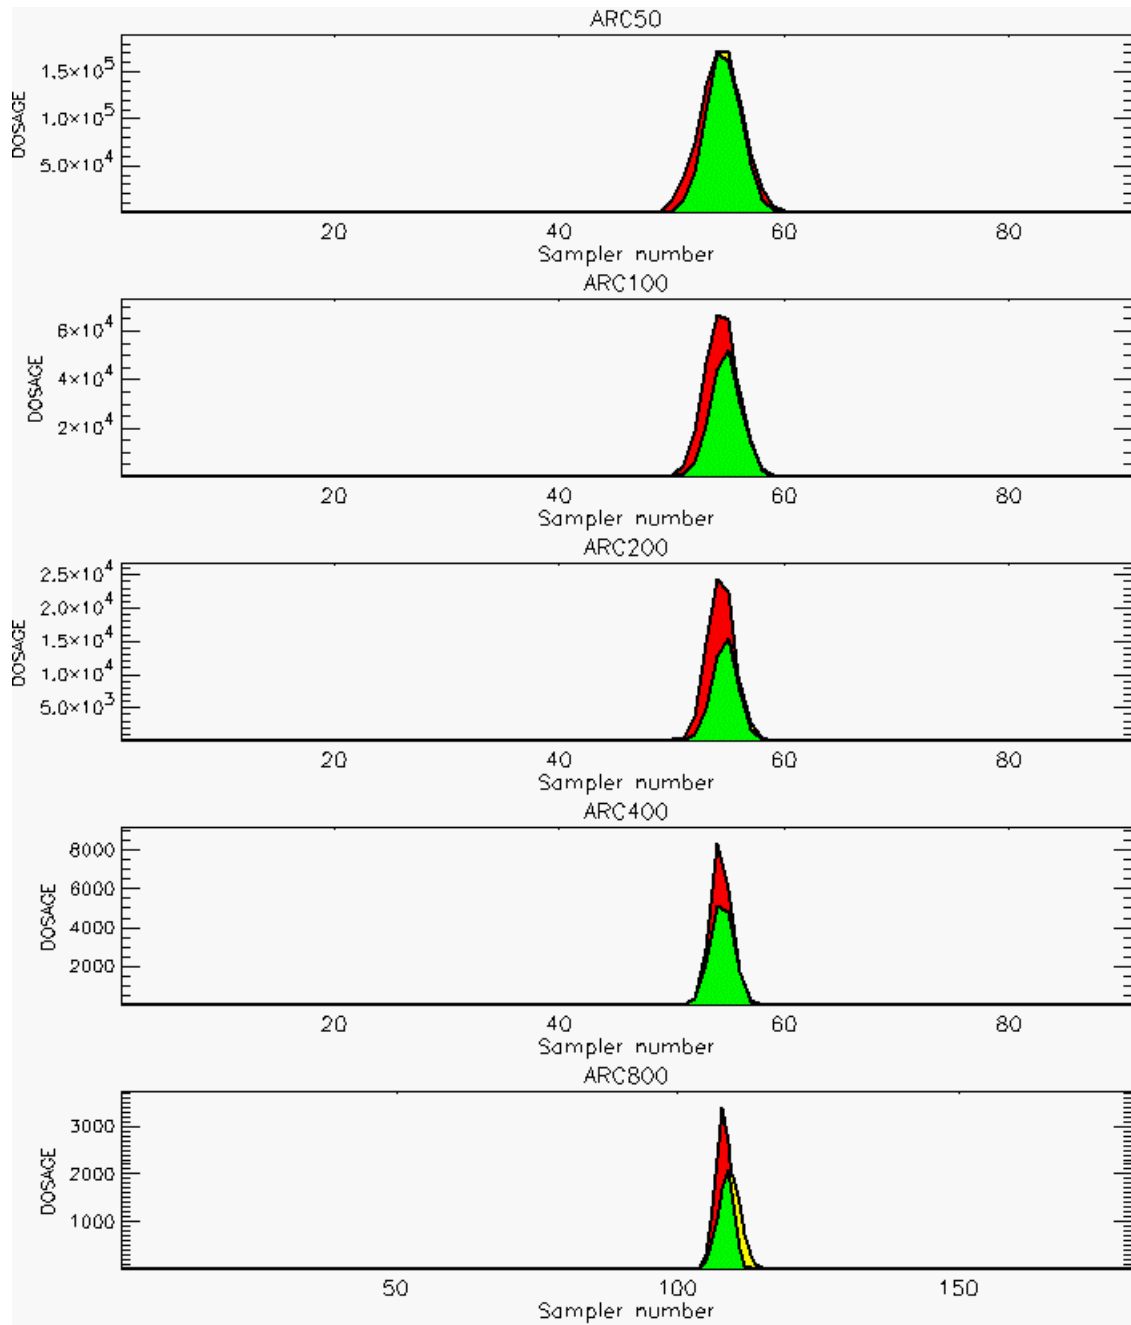 ARC50
1.5×10⁵
1.0×10⁵
5.0×10⁴
DOSAGE
20 40 60 80
Sampler number
ARC100
6×10⁴
4×10⁴
2×10⁴
DOSAGE
20 40 60 80
Sampler number
ARC200
2.5×10⁴
2.0×10⁴
1.5×10⁴
1.0×10⁴
5.0×10³
DOSAGE
20 40 60 80
Sampler number
ARC400
8000
6000
4000
2000
DOSAGE
20 40 60 80
Sampler number
ARC800
3000
2000
1000
DOSAGE
50 100 150
Sampler number